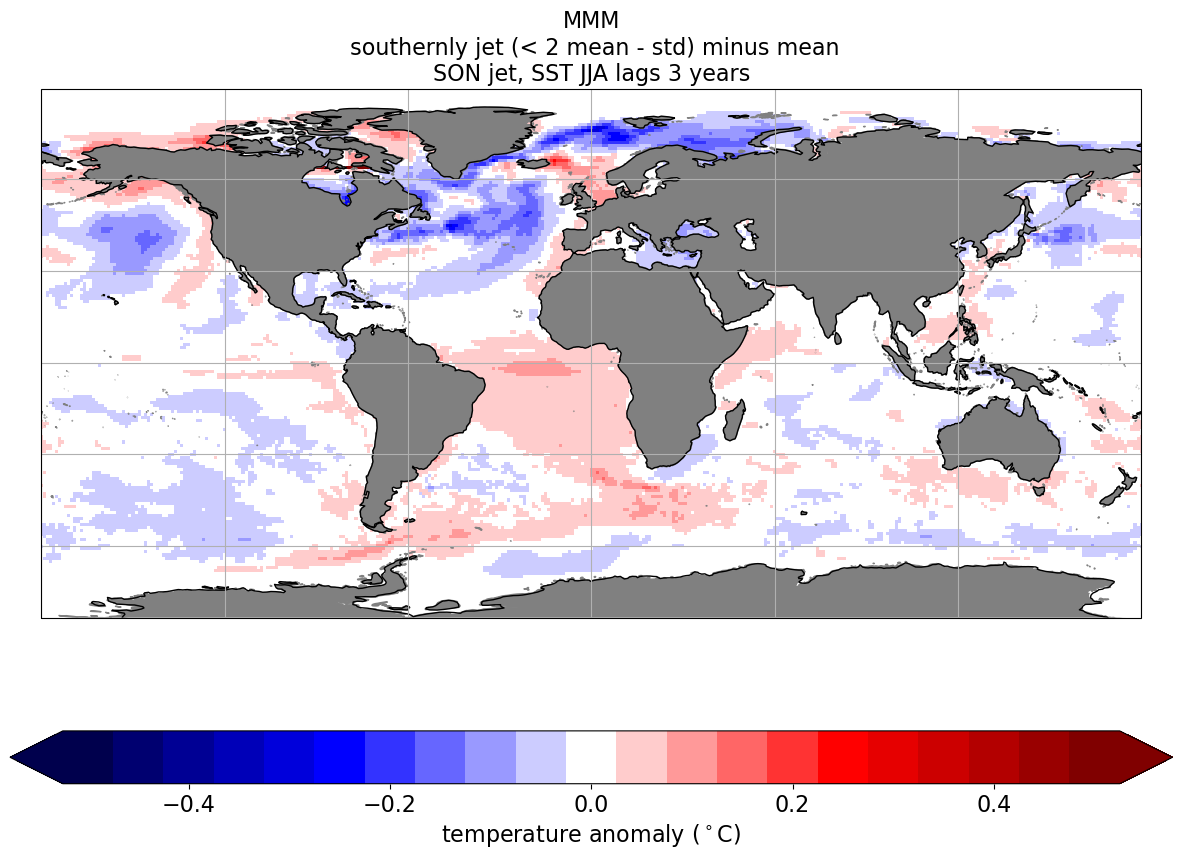 MMM
southernly jet (< 2 mean - std) minus mean
SON jet, SST JJA lags 3 years
−0.4 −0.2 0.0 0.2 0.4
temperature anomaly (°C)